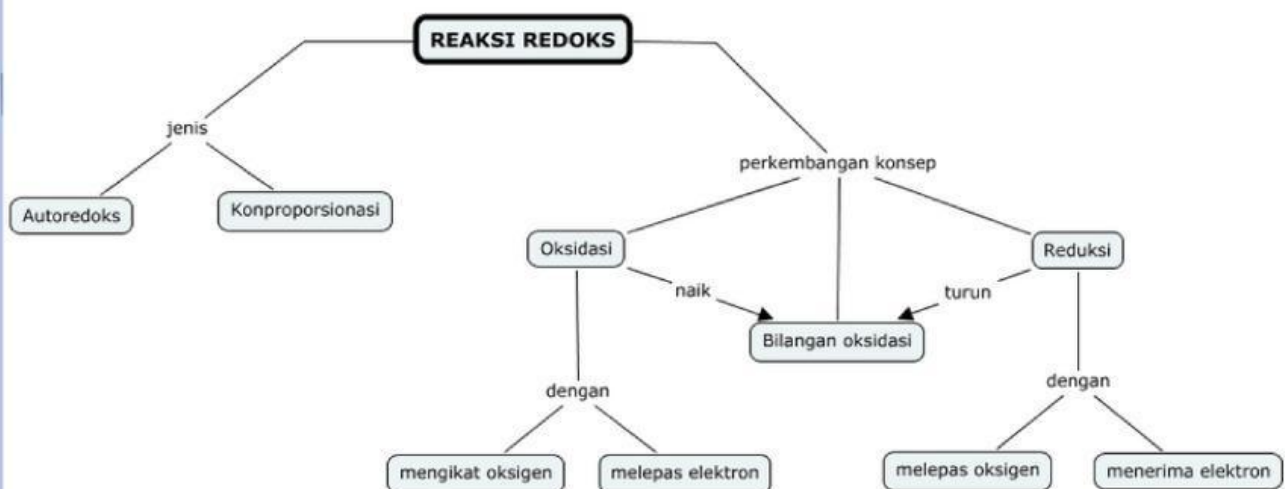 REAKSI REDOKS
jenis
perkembangan konsep
Autoredoks
Konproporsionasi
Oksidasi
Reduksi
naik
turun
Bilangan oksidasi
dengan
dengan
mengikat oksigen
melepas elektron
melepas oksigen
menerima elektron